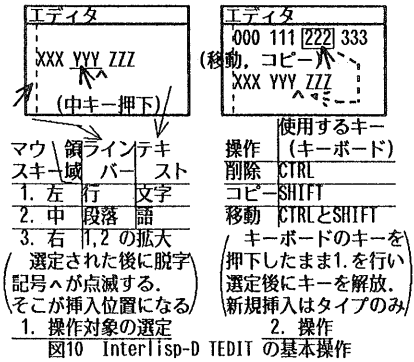 エディタ
XXX YYY ZZZ
(中キー押下)
マウ 領 ライン テキ
スキー 域 バー スト
1. 左 行 文字
2. 中 段落 語
3. 右 1,2 の拡大
選定された後に脱字
記号^が点滅する.
そこが挿入位置になる
1. 操作対象の選定
エディタ
000 111 222 333
(移動, コピー)
XXX YYY ZZZ
使用するキー
操作 (キーボード)
削除 CTRL
コピー SHIFT
移動 CTRLとSHIFT
キーボードのキーを
押下したまま1.を行い
選定後にキーを解放.
(新規挿入はタイプのみ)
2. 操作
図10 Interlisp-D TEDIT の基本操作